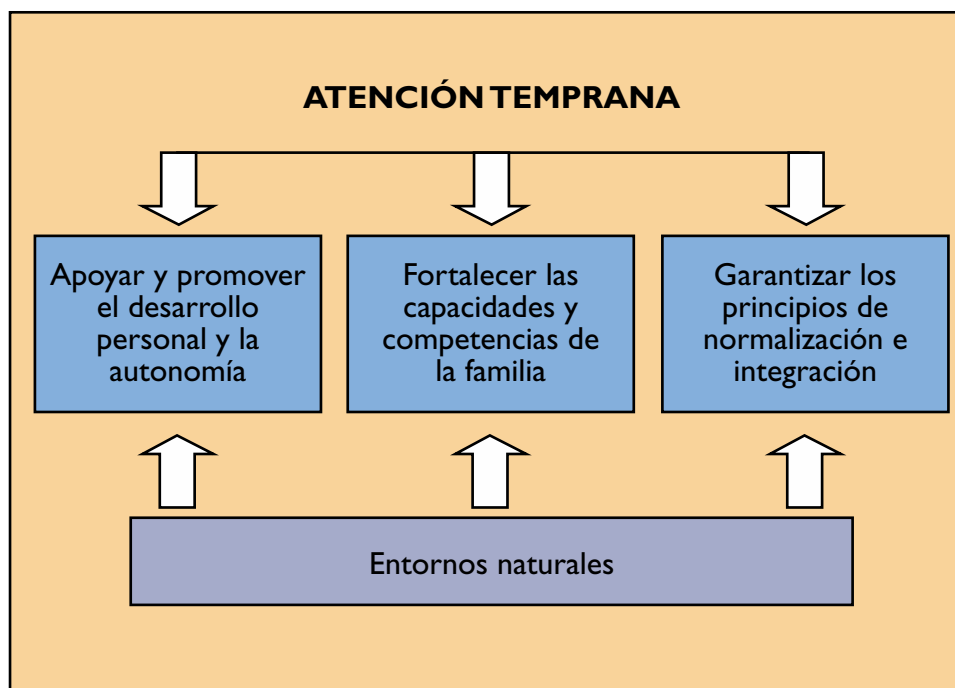 ATENCIÓN TEMPRANA
Apoyar y promover
el desarrollo
personal y la
autonomía
Fortalecer las
capacidades y
competencias de
la familia
Garantizar los
principios de
normalización e
integración
Entornos naturales